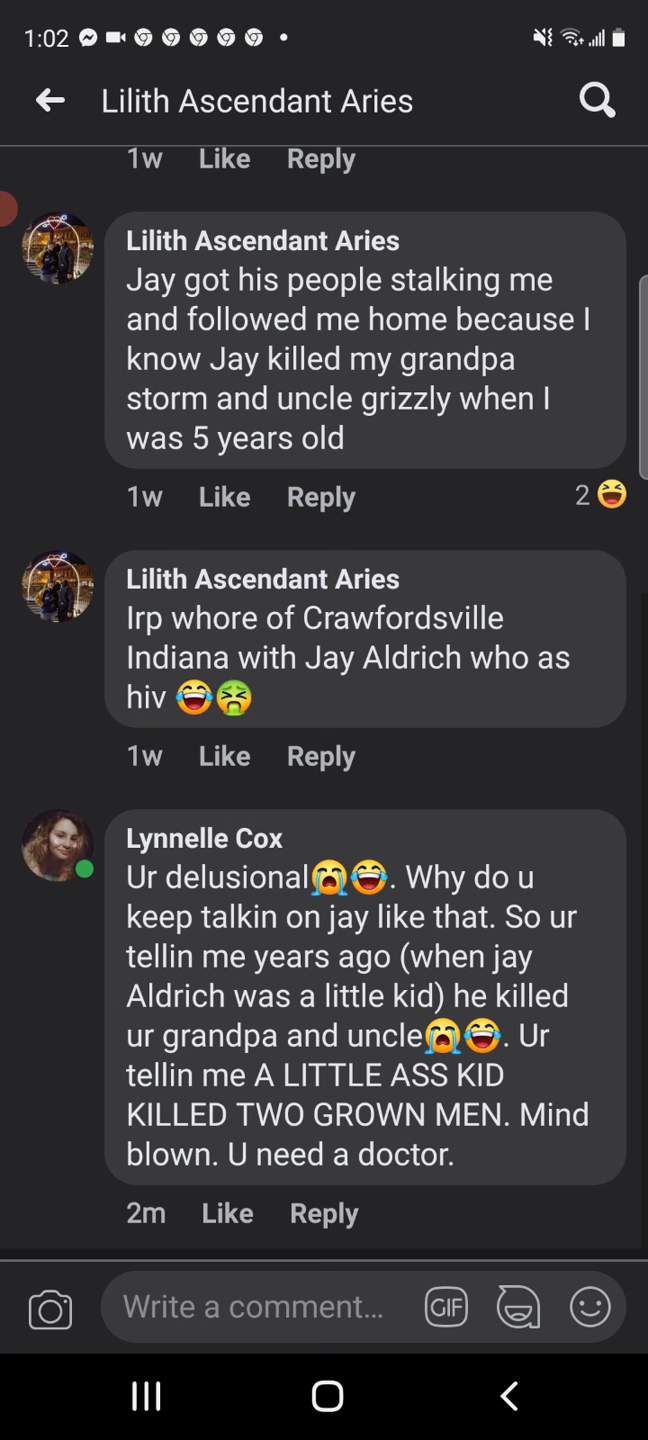 1:02
Lilith Ascendant Aries
1w Like Reply
Lilith Ascendant Aries
Jay got his people stalking me
and followed me home because I
know Jay killed my grandpa
storm and uncle grizzly when I
was 5 years old
1w Like Reply 2 😆
Lilith Ascendant Aries
Irp whore of Crawfordsville
Indiana with Jay Aldrich who as
hiv 😂🤮
1w Like Reply
Lynnelle Cox
Ur delusional😭😂. Why do u
keep talkin on jay like that. So ur
tellin me years ago (when jay
Aldrich was a little kid) he killed
ur grandpa and uncle😭😂. Ur
tellin me A LITTLE ASS KID
KILLED TWO GROWN MEN. Mind
blown. U need a doctor.
2m Like Reply
Write a comment... GIF